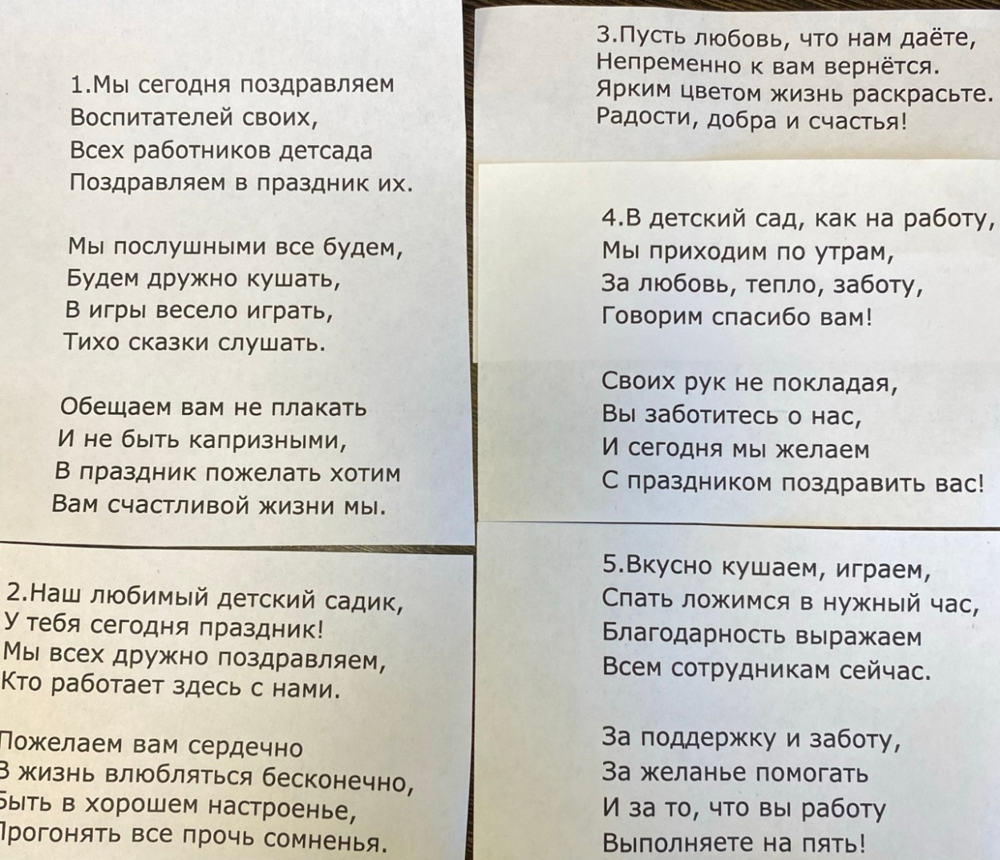 1.Мы сегодня поздравляем
Воспитателей своих,
Всех работников детсада
Поздравляем в праздник их.
Мы послушными все будем,
Будем дружно кушать,
В игры весело играть,
Тихо сказки слушать.
Обещаем вам не плакать
И не быть капризными,
В праздник пожелать хотим
Вам счастливой жизни мы.
2.Наш любимый детский садик,
У тебя сегодня праздник!
Мы всех дружно поздравляем,
Кто работает здесь с нами.
Пожелаем вам сердечно
В жизнь влюбляться бесконечно,
Быть в хорошем настроенье,
Прогонять все прочь сомненья.
3.Пусть любовь, что нам даёте,
Непременно к вам вернётся.
Ярким цветом жизнь раскрасьте.
Радости, добра и счастья!
4.В детский сад, как на работу,
Мы приходим по утрам,
За любовь, тепло, заботу,
Говорим спасибо вам!
Своих рук не покладая,
Вы заботитесь о нас,
И сегодня мы желаем
С праздником поздравить вас!
5.Вкусно кушаем, играем,
Спать ложимся в нужный час,
Благодарность выражаем
Всем сотрудникам сейчас.
За поддержку и заботу,
За желанье помогать
И за то, что вы работу
Выполняете на пять!